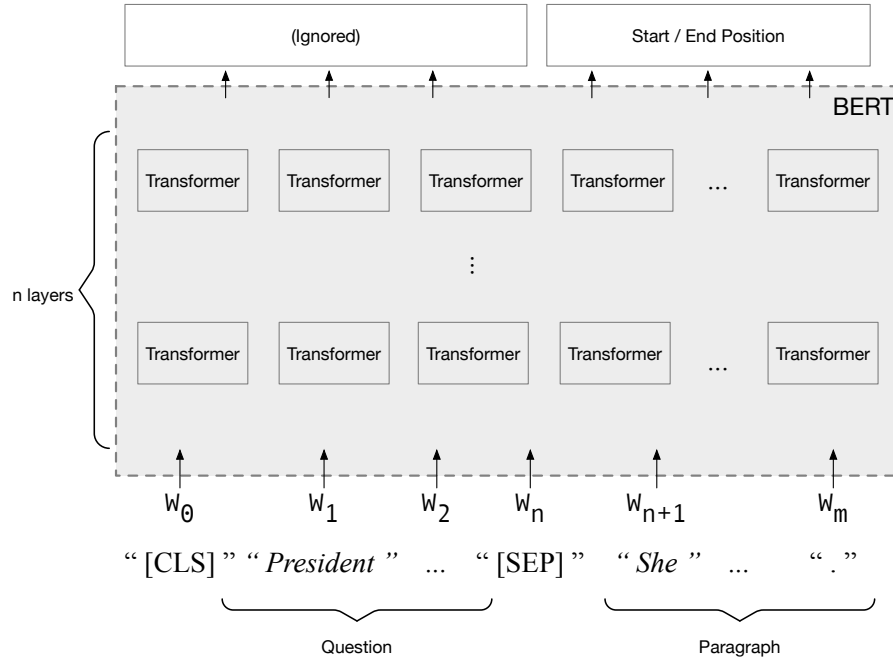 (Ignored) Start / End Position
BERT
Transformer Transformer Transformer Transformer ... Transformer
⋮
n layers
Transformer Transformer Transformer Transformer ... Transformer
w0 w1 w2 wn wn+1 wm
“ [CLS] ” “ President ” ... “ [SEP] ” “ She ” ... “ . ”
Question Paragraph